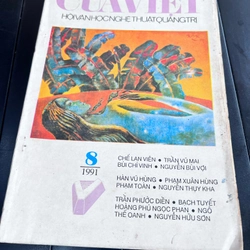 CỬA VIỆT
HỘI VĂN HỌC NGHỆ THUẬT QUẢNG TRỊ
8
1991
CHẾ LAN VIÊN • TRẦN VŨ MAI
BÙI CHÍ VINH • NGUYỄN BÙI VỢI
HÀN VŨ HÙNG • PHẠM XUÂN HÙNG
PHẠM TOÀN • NGUYỄN THỤY KHA
TRẦN PHƯỚC DIỄN • BẠCH TUYẾT
HOÀNG PHỦ NGỌC PHAN • NGÔ
THẾ OANH • NGUYỄN HỮU SƠN